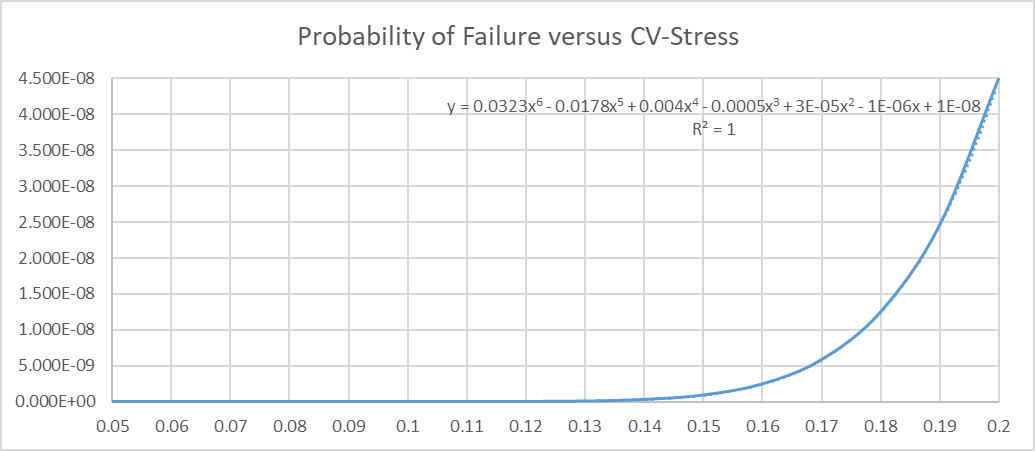 Probability of Failure versus CV-Stress
4.500E-08
y = 0.0323x⁶ - 0.0178x⁵ + 0.004x⁴ - 0.0005x³ + 3E-05x² - 1E-06x + 1E-08
4.000E-08
R² = 1
3.500E-08
3.000E-08
2.500E-08
2.000E-08
1.500E-08
1.000E-08
5.000E-09
0.000E+00
0.05 0.06 0.07 0.08 0.09 0.1 0.11 0.12 0.13 0.14 0.15 0.16 0.17 0.18 0.19 0.2